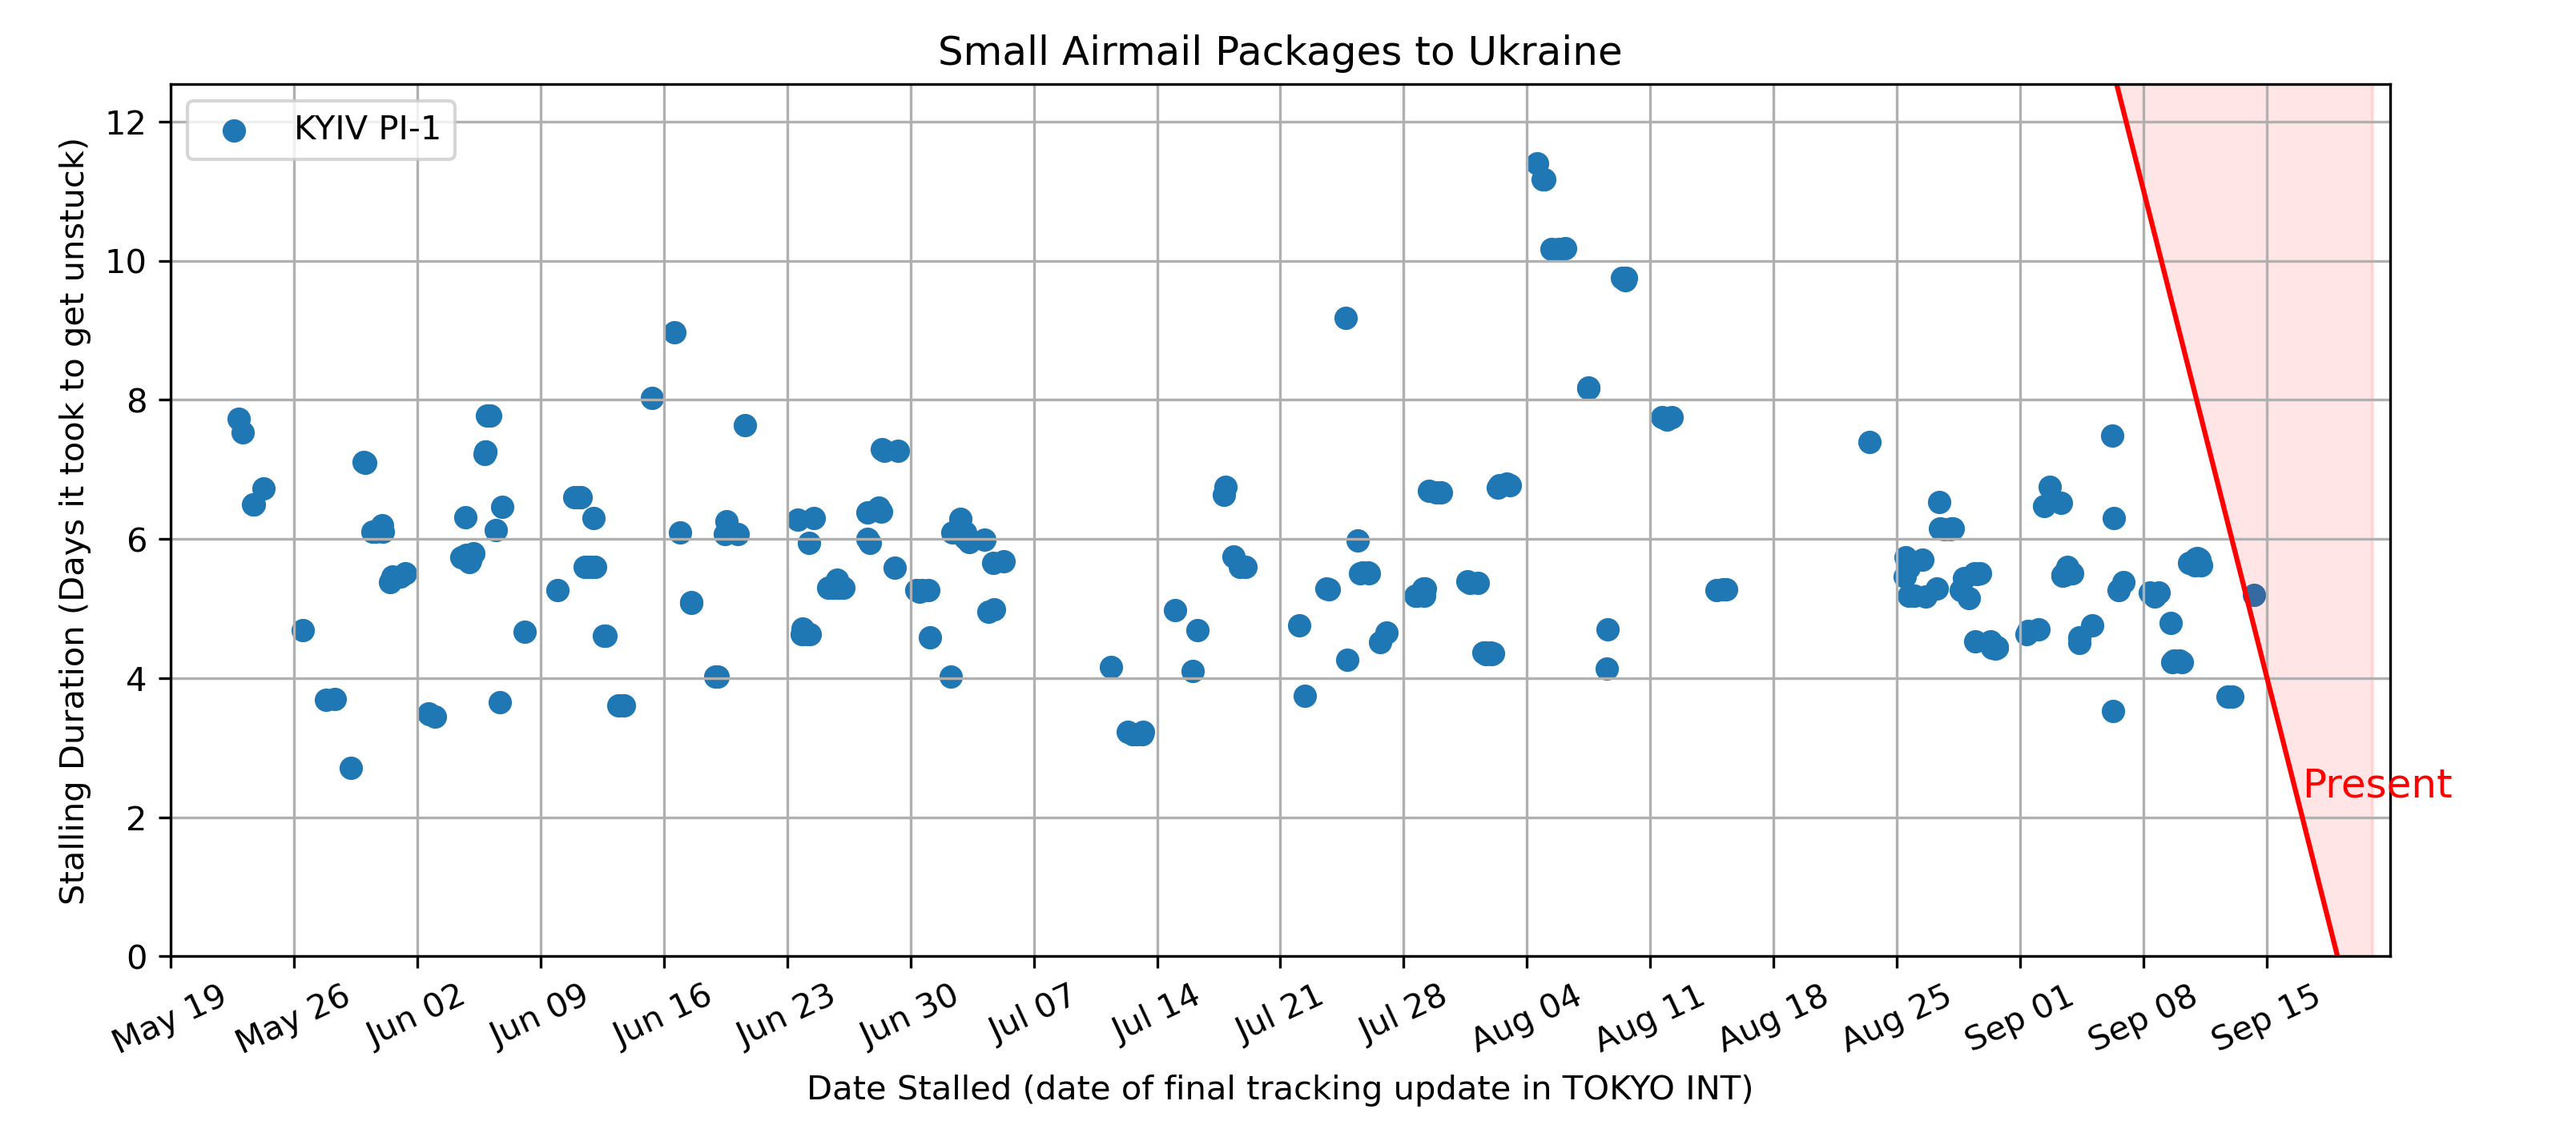 Small Airmail Packages to Ukraine
KYIV PI-1
Stalling Duration (Days it took to get unstuck)
12
10
8
6
4
2
0
Present
May 19
May 26
Jun 02
Jun 09
Jun 16
Jun 23
Jun 30
Jul 07
Jul 14
Jul 21
Jul 28
Aug 04
Aug 11
Aug 18
Aug 25
Sep 01
Sep 08
Sep 15
Date Stalled (date of final tracking update in TOKYO INT)